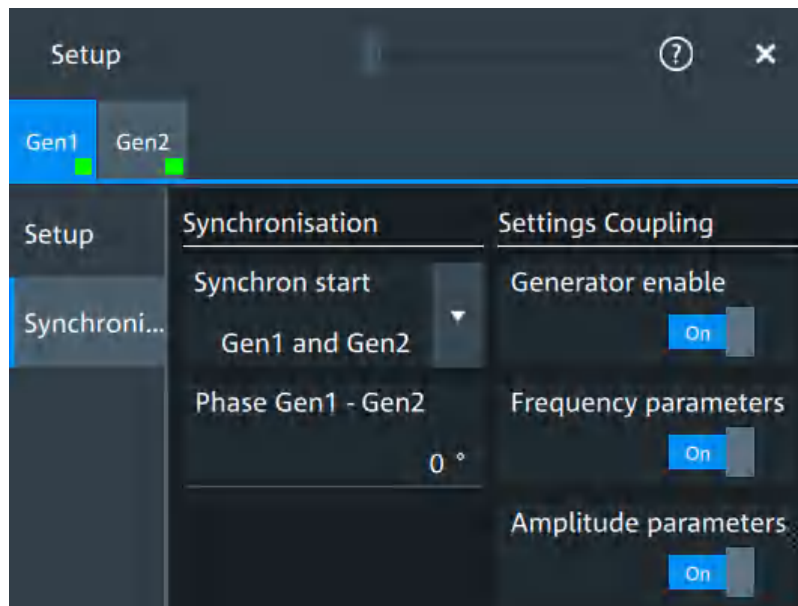 Setup
?
×
Gen1
Gen2
Setup
Synchroni...
Synchronisation
Synchron start
Gen1 and Gen2
Phase Gen1 - Gen2
0 °
Settings Coupling
Generator enable
On
Frequency parameters
On
Amplitude parameters
On